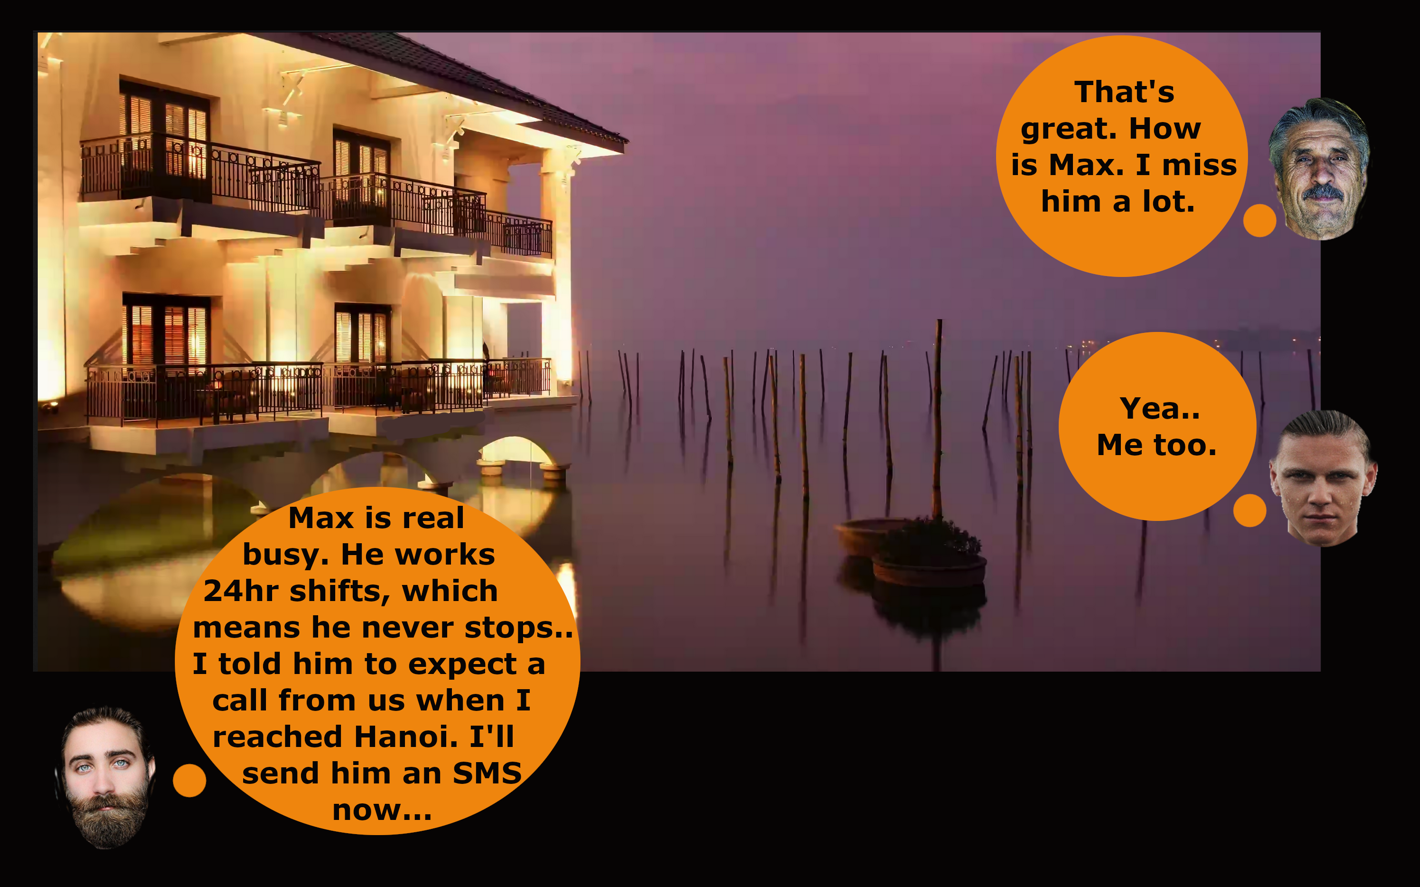 That's
great. How
is Max. I miss
him a lot.
Yea..
Me too.
Max is real
busy. He works
24hr shifts, which
means he never stops..
I told him to expect a
call from us when I
reached Hanoi. I'll
send him an SMS
now...